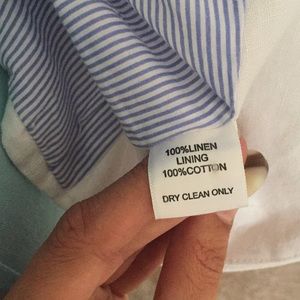 100%LINEN
LINING
100%COTTON
DRY CLEAN ONLY